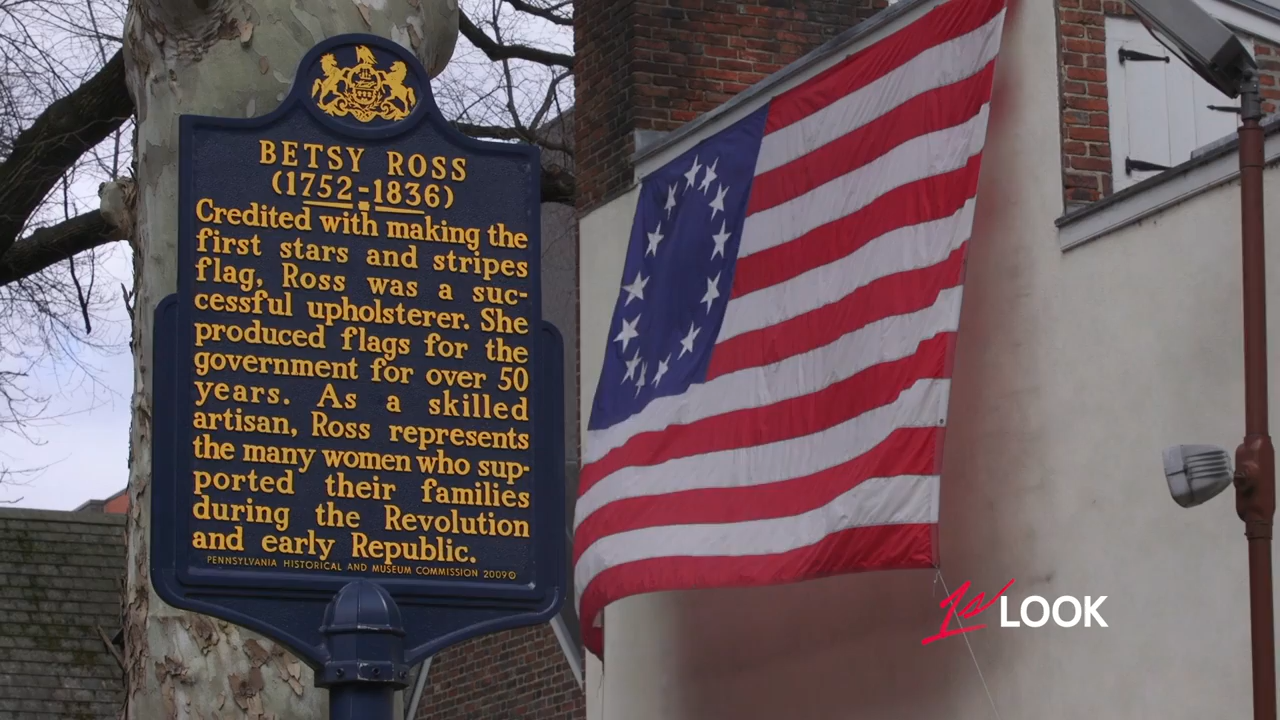 BETSY ROSS
(1752-1836)
Credited with making the
first stars and stripes
flag, Ross was a suc-
cessful upholsterer. She
produced flags for the
government for over 50
years. As a skilled
artisan, Ross represents
the many women who sup-
ported their families
during the Revolution
and early Republic.
PENNSYLVANIA HISTORICAL AND MUSEUM COMMISSION 2009©
1st LOOK